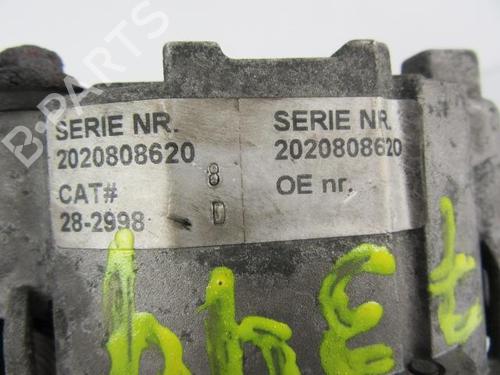 SERIE NR.
2020808620
CAT#
28-2998
8
D
SERIE NR.
2020808620
OE nr.
B-PARTS